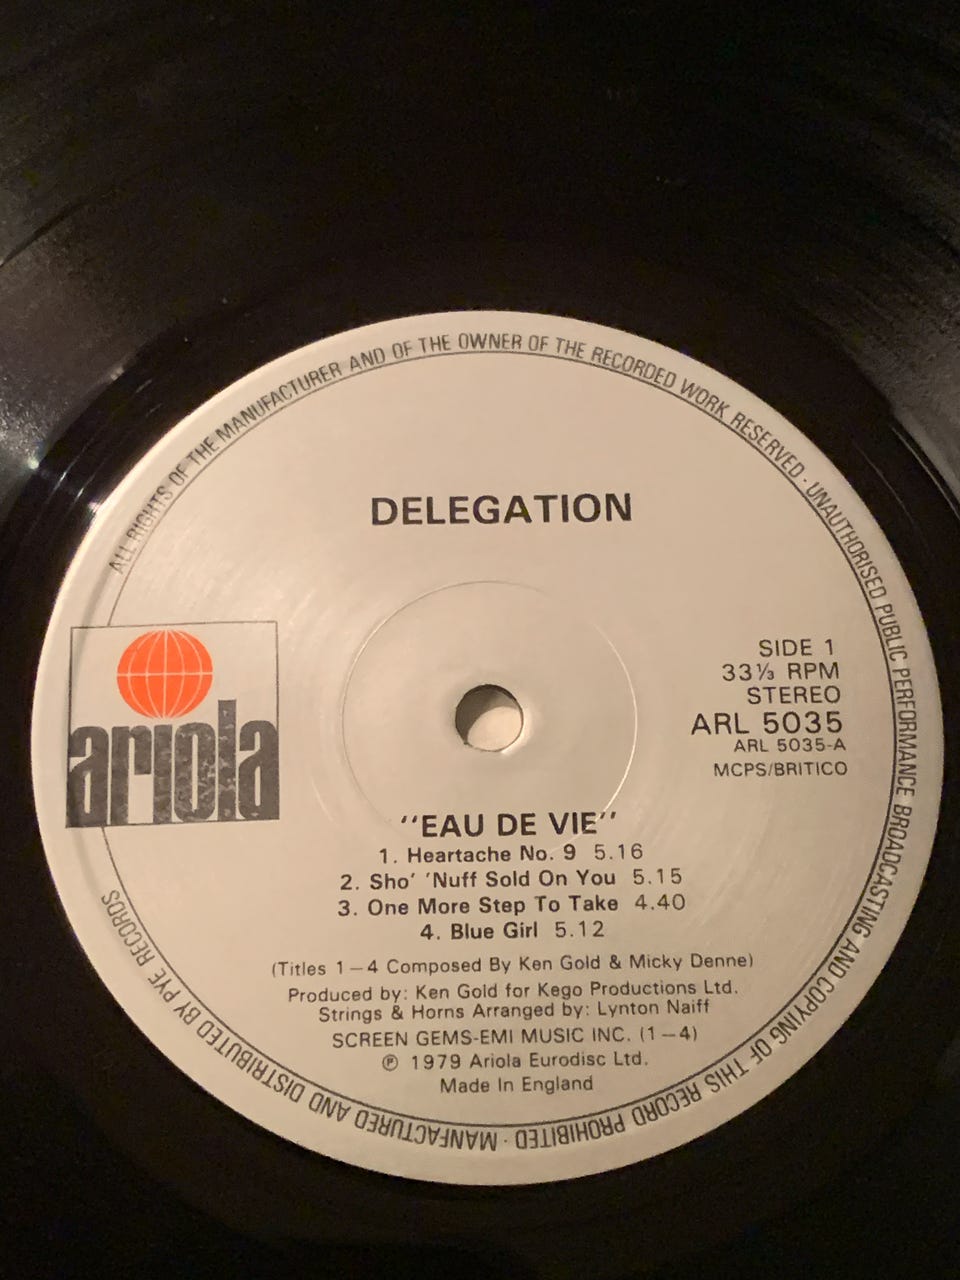 ALL RIGHTS OF THE MANUFACTURER AND OF THE OWNER OF THE RECORDED WORK RESERVED · UNAUTHORISED PUBLIC PERFORMANCE BROADCASTING AND COPYING OF THIS RECORD PROHIBITED · MANFACTURED AND DISTRIBUTED BY PYE RECORDS
DELEGATION
ariola
SIDE 1
33⅓ RPM
STEREO
ARL 5035
ARL 5035-A
MCPS/BRITICO
"EAU DE VIE"
1. Heartache No. 9 5.16
2. Sho' 'Nuff Sold On You 5.15
3. One More Step To Take 4.40
4. Blue Girl 5.12
(Titles 1–4 Composed By Ken Gold & Micky Denne)
Produced by: Ken Gold for Kego Productions Ltd.
Strings & Horns Arranged by: Lynton Naiff
SCREEN GEMS-EMI MUSIC INC. (1–4)
℗ 1979 Ariola Eurodisc Ltd.
Made In England